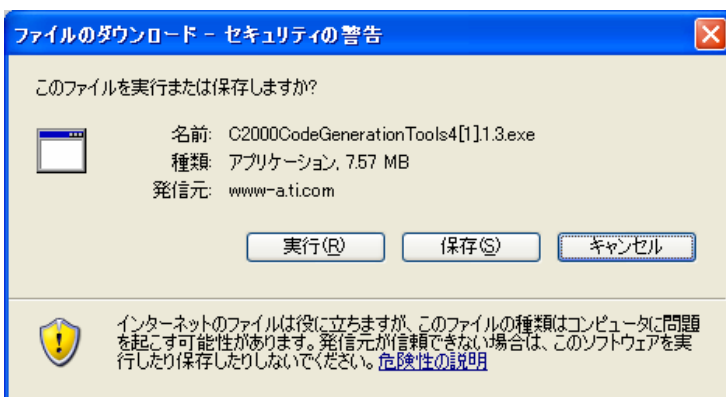 ファイルのダウンロード - セキュリティの警告
このファイルを実行または保存しますか?
名前: C2000CodeGenerationTools4[1].1.3.exe
種類: アプリケーション, 7.57 MB
発信元: www-a.ti.com
実行(R) 保存(S) キャンセル
インターネットのファイルは役に立ちますが、このファイルの種類はコンピュータに問題
を起こす可能性があります。発信元が信頼できない場合は、このソフトウェアを実
行したり保存したりしないでください。危険性の説明